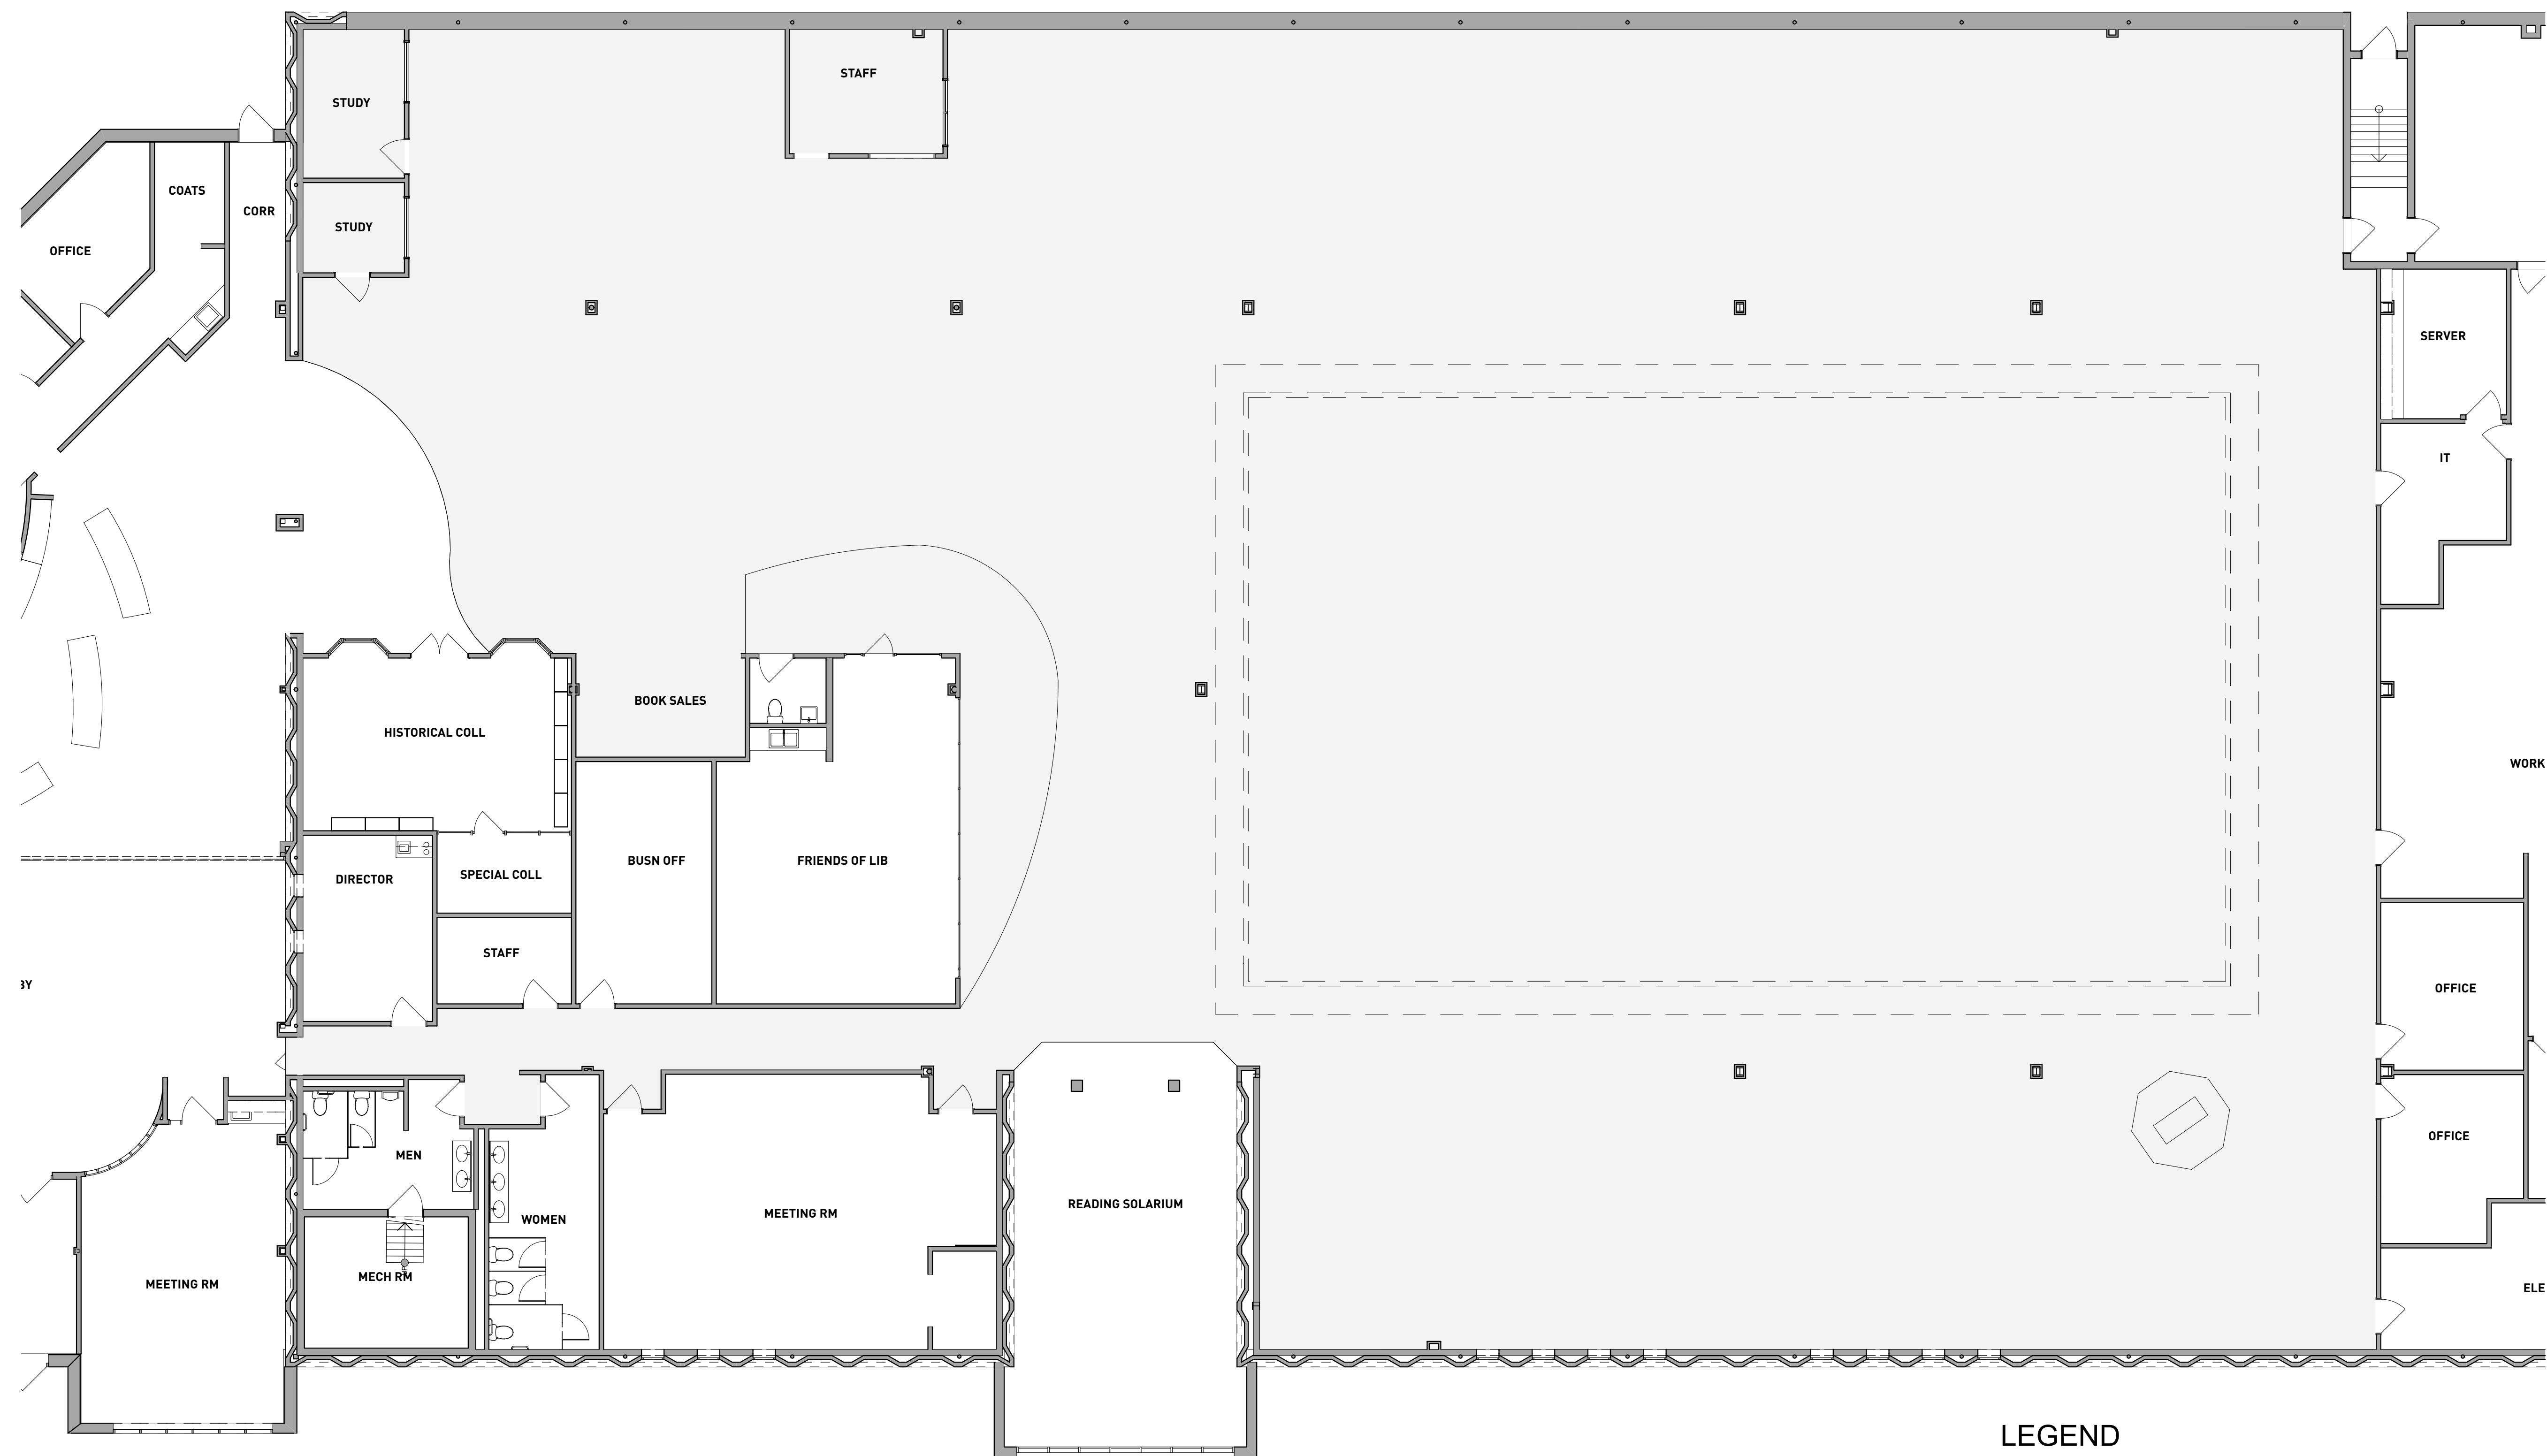 STAFF
STUDY
COATS
CORR
STUDY
OFFICE
SERVER
IT
BOOK SALES
HISTORICAL COLL
WORK
BUSN OFF
FRIENDS OF LIB
SPECIAL COLL
DIRECTOR
STAFF
BY
OFFICE
OFFICE
MEN
READING SOLARIUM
MEETING RM
WOMEN
MECH RM
MEETING RM
ELE
LEGEND